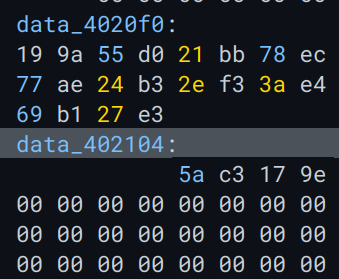 data_4020f0:
19 9a 55 d0 21 bb 78 ec
77 ae 24 b3 2e f3 3a e4
69 b1 27 e3
data_402104:
5a c3 17 9e
00 00 00 00 00 00 00 00
00 00 00 00 00 00 00 00
00 00 00 00 00 00 00 00